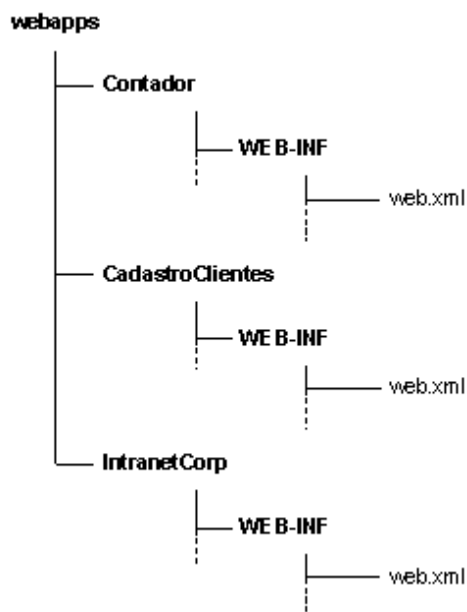 webapps
Contador
WEB-INF
web.xml
CadastroClientes
WEB-INF
web.xml
IntranetCorp
WEB-INF
web.xml